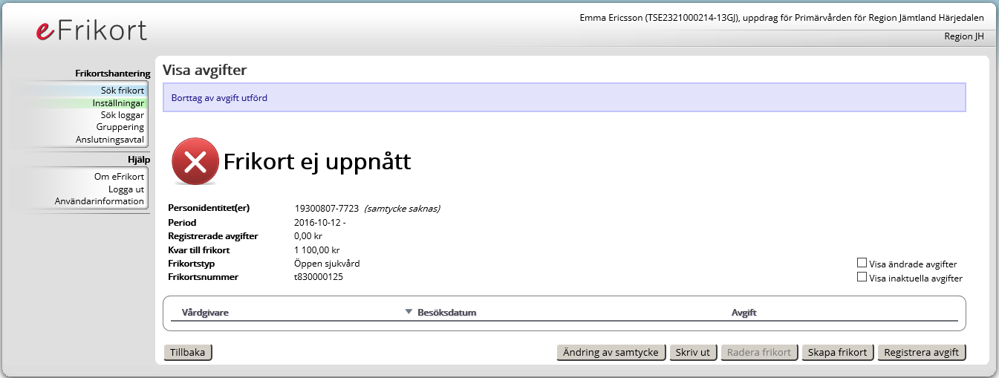 eFrikort
Emma Ericsson (TSE2321000214-13GJ), uppdrag för Primärvården för Region Jämtland Härjedalen
Region JH
Frikortshantering
Sök frikort
Inställningar
Sök loggar
Gruppering
Anslutningsavtal
Hjälp
Om eFrikort
Logga ut
Användarinformation
Visa avgifter
Borttag av avgift utförd
Frikort ej uppnått
Personidentitet(er) 19300807-7723 (samtycke saknas)
Period 2016-10-12 -
Registrerade avgifter 0,00 kr
Kvar till frikort 1 100,00 kr
Frikortstyp Öppen sjukvård
Frikortsnummer t830000125
Visa ändrade avgifter
Visa inaktuella avgifter
Vårdgivare Besöksdatum Avgift
Tillbaka Ändring av samtycke Skriv ut Radera frikort Skapa frikort Registrera avgift